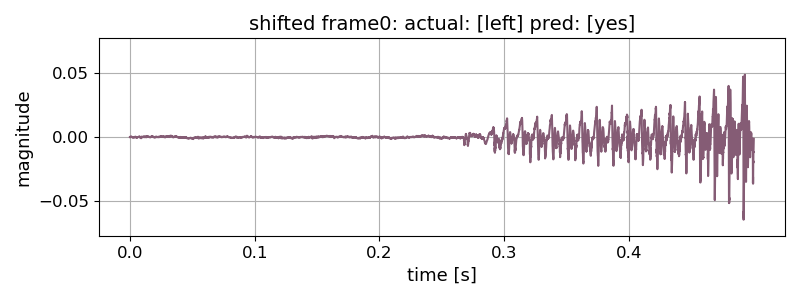 shifted frame0: actual: [left] pred: [yes]
magnitude
0.05
0.00
−0.05
0.0 0.1 0.2 0.3 0.4
time [s]